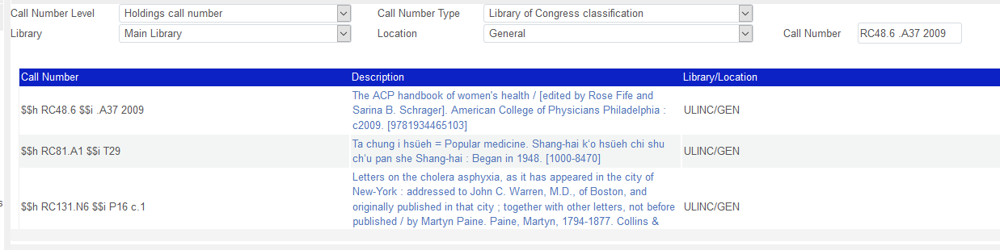 Call Number Level Holdings call number Call Number Type Library of Congress classification
Library Main Library Location General Call Number RC48.6 .A37 2009
Call Number Description Library/Location
The ACP handbook of women's health / [edited by Rose Fife and
$$h RC48.6 $$i .A37 2009 Sarina B. Schrager]. American College of Physicians Philadelphia : ULINC/GEN
c2009. [9781934465103]
$$h RC81.A1 $$i T29 Ta chung i hsüeh = Popular medicine. Shang-hai kʻo hsüeh chi shu ULINC/GEN
chʻu pan she Shang-hai : Began in 1948. [1000-8470]
Letters on the cholera asphyxia, as it has appeared in the city of
New-York : addressed to John C. Warren, M.D., of Boston, and
$$h RC131.N6 $$i P16 c.1 originally published in that city ; together with other letters, not before ULINC/GEN
published / by Martyn Paine. Paine, Martyn, 1794-1877. Collins &